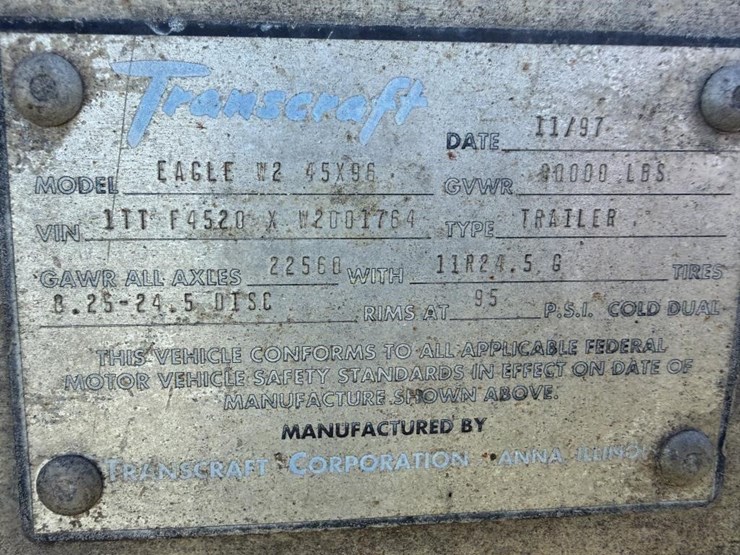 Transcraft
DATE 11/97
MODEL EAGLE W2 45X96 GVWR 90000 LBS
VIN 1TT F4520 X W2001764 TYPE TRAILER
GAWR ALL AXLES 22560 WITH 11R24.5 G TIRES
8.25-24.5 DISC RIMS AT 95 P.S.I. COLD DUAL
THIS VEHICLE CONFORMS TO ALL APPLICABLE FEDERAL
MOTOR VEHICLE SAFETY STANDARDS IN EFFECT ON DATE OF
MANUFACTURE SHOWN ABOVE.
MANUFACTURED BY
TRANSCRAFT CORPORATION • ANNA, ILLINOIS